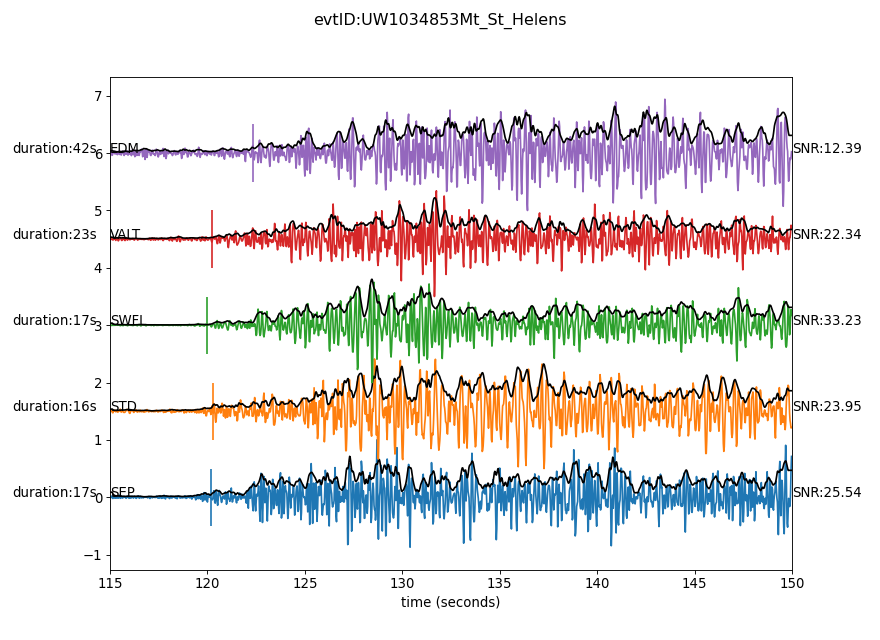 evtID:UW1034853Mt_St_Helens
7
duration:42s EDM 6 SNR:12.39
5
duration:23s VALT SNR:22.34
4
duration:17s 3 SWFL SNR:33.23
2
duration:16s STD SNR:23.95
1
duration:17s 0 SEP SNR:25.54
−1
115 120 125 130 135 140 145 150
time (seconds)